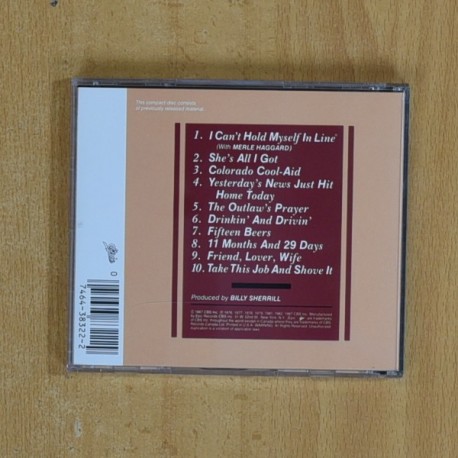 This compact disc contains
previously released material.
1. I Can't Hold Myself In Line*
(With MERLE HAGGARD)
2. She's All I Got
3. Colorado Cool-Aid
4. Yesterday's News Just Hit
Home Today
5. The Outlaw's Prayer
6. Drinkin' And Drivin'
7. Fifteen Beers
8. 11 Months And 29 Days
9. Friend, Lover, Wife
10. Take This Job And Shove It
Produced by BILLY SHERRILL
Epic
0
7464-38322-2